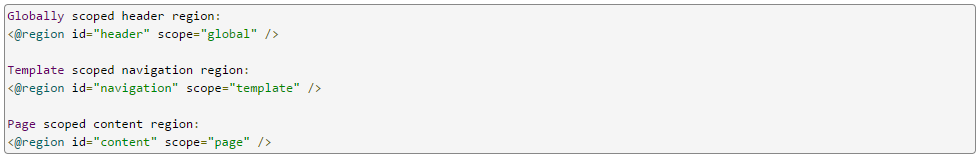 Globally scoped header region:
<@region id="header" scope="global" />
Template scoped navigation region:
<@region id="navigation" scope="template" />
Page scoped content region:
<@region id="content" scope="page" />